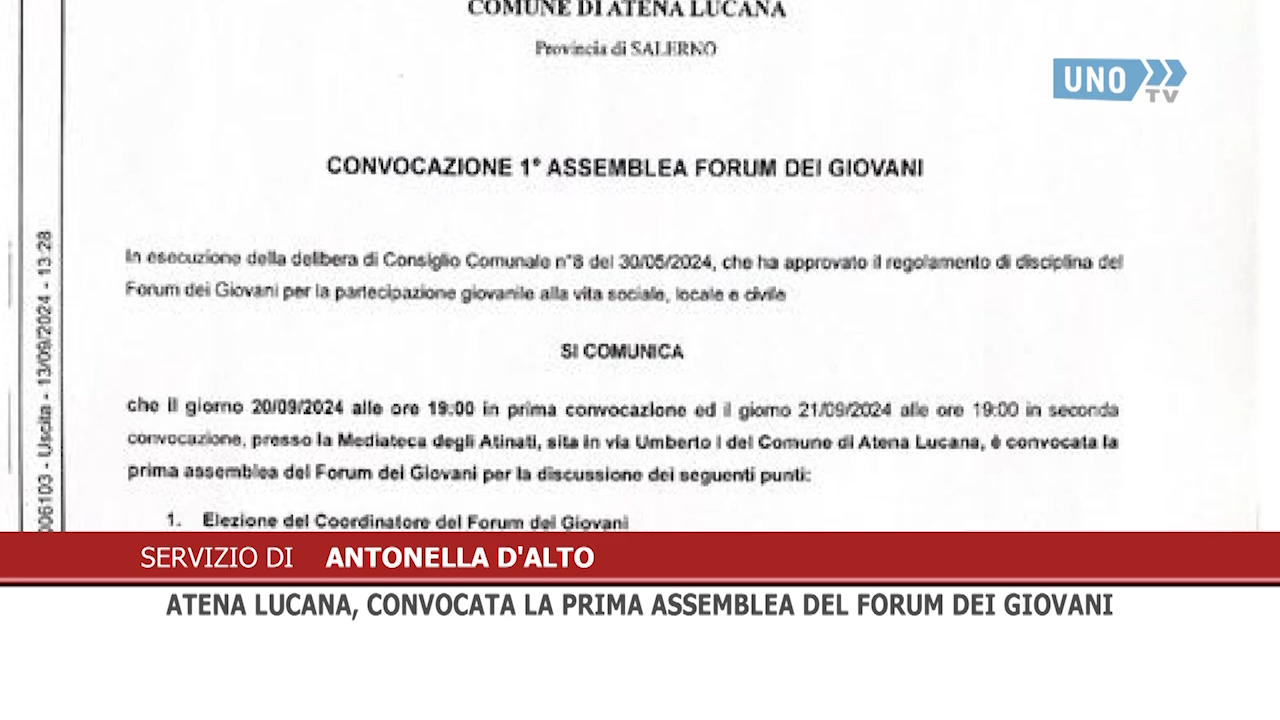 COMUNE DI ATENA LUCANA
Provincia di SALERNO
UNO
TV
CONVOCAZIONE 1° ASSEMBLEA FORUM DEI GIOVANI
In esecuzione della delibera di Consiglio Comunale n°8 del 30/05/2024, che ha approvato il regolamento di disciplina del
Forum dei Giovani per la partecipazione giovanile alla vita sociale, locale e civile
SI COMUNICA
che il giorno 20/09/2024 alle ore 19:00 in prima convocazione ed il giorno 21/09/2024 alle ore 19:00 in seconda
convocazione, presso la Mediateca degli Atinati, sita in via Umberto I del Comune di Atena Lucana, è convocata la
prima assemblea del Forum dei Giovani per la discussione dei seguenti punti:
1. Elezione del Coordinatore del Forum dei Giovani
006103 - Uscita - 13/09/2024 - 13:28
SERVIZIO DI ANTONELLA D'ALTO
ATENA LUCANA, CONVOCATA LA PRIMA ASSEMBLEA DEL FORUM DEI GIOVANI